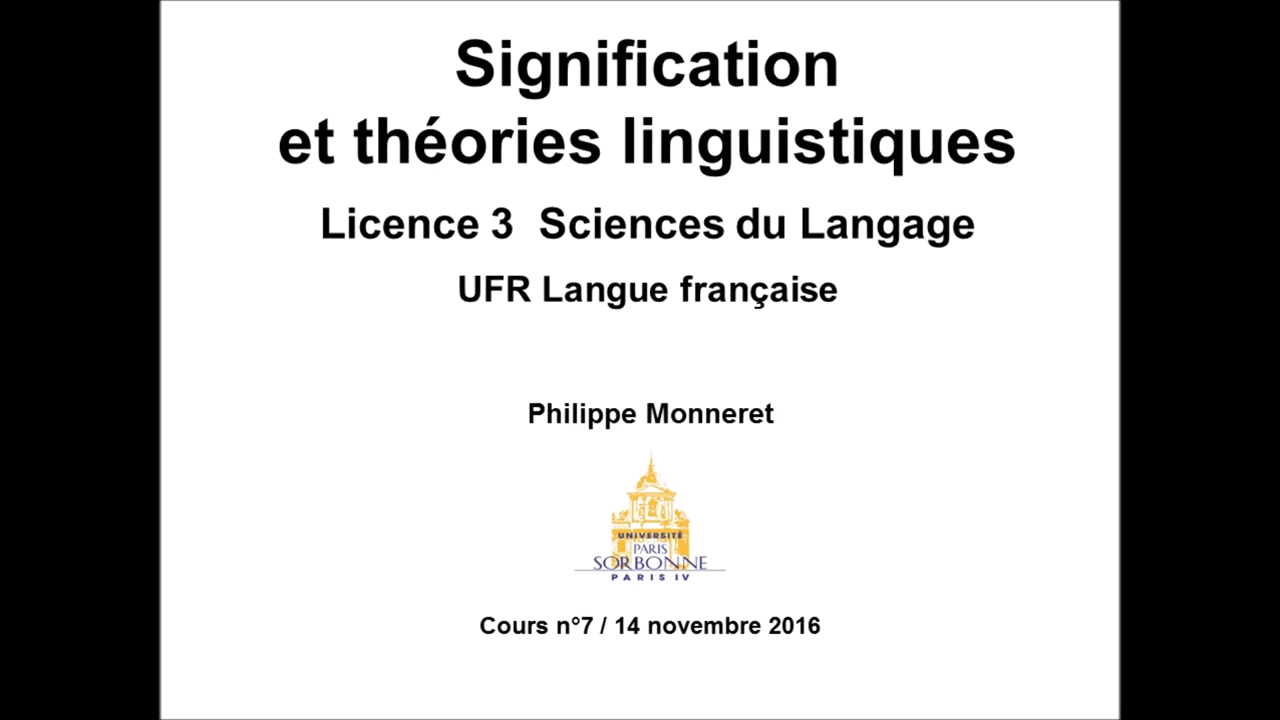 Signification
et théories linguistiques
Licence 3 Sciences du Langage
UFR Langue française
Philippe Monneret
UNIVERSITÉ
PARIS
SORBONNE
PARIS IV
Cours n°7 / 14 novembre 2016